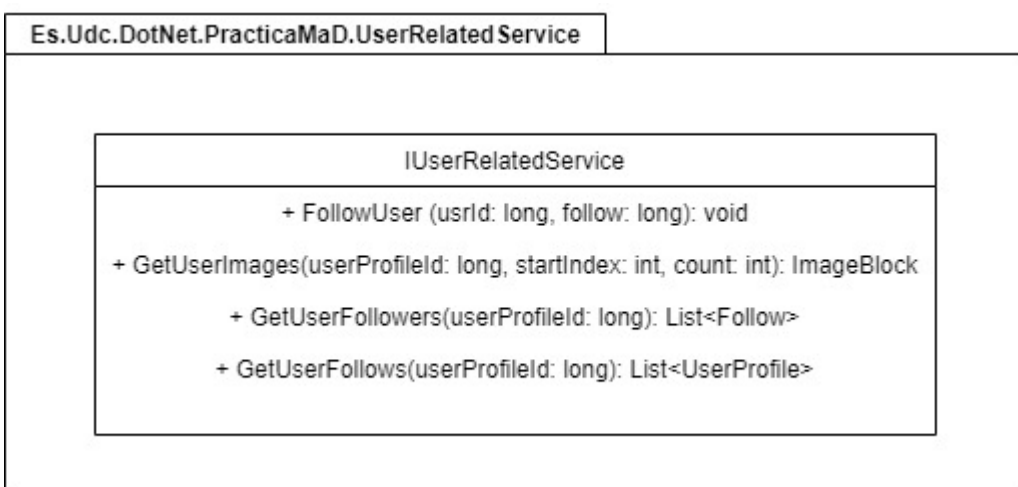 Es.Udc.DotNet.PracticaMaD.UserRelatedService
IUserRelatedService
+ FollowUser (usrId: long, follow: long): void
+ GetUserImages(userProfileId: long, startIndex: int, count: int): ImageBlock
+ GetUserFollowers(userProfileId: long): List<Follow>
+ GetUserFollows(userProfileId: long): List<UserProfile>